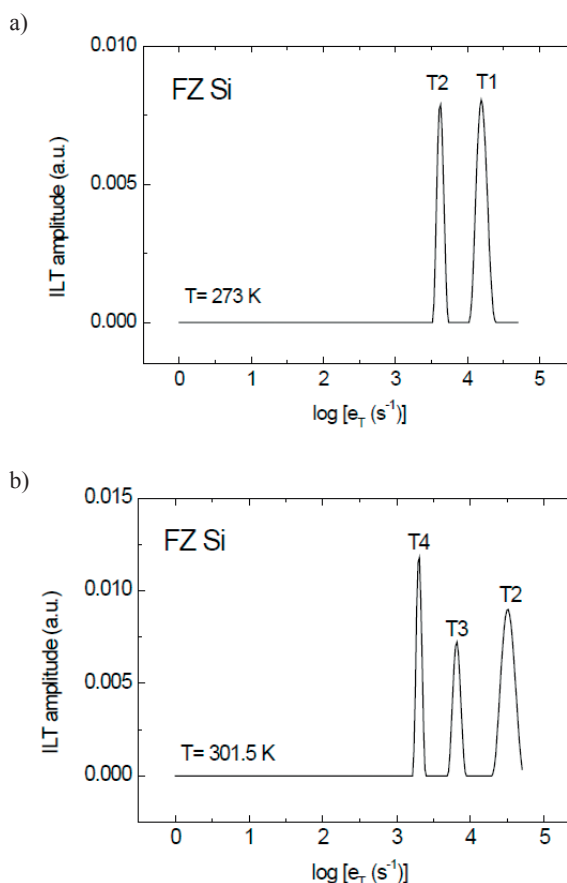 a)
0.010
FZ Si
T2 T1
0.005
ILT amplitude (a.u.)
T= 273 K
0.000
0 1 2 3 4 5
log [e_T (s⁻¹)]
b)
0.015
FZ Si
T4
0.010
T2
T3
ILT amplitude (a.u.)
0.005
T= 301.5 K
0.000
0 1 2 3 4 5
log [e_T (s⁻¹)]